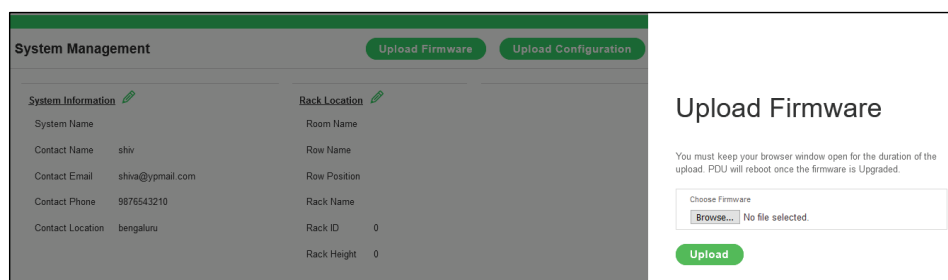 System Management
Upload Firmware
Upload Configuration
System Information
System Name
Contact Name shiv
Contact Email shiva@ypmail.com
Contact Phone 9876543210
Contact Location bengaluru
Rack Location
Room Name
Row Name
Row Position
Rack Name
Rack ID 0
Rack Height 0
Upload Firmware
You must keep your browser window open for the duration of the
upload. PDU will reboot once the firmware is Upgraded.
Choose Firmware
Browse... No file selected.
Upload